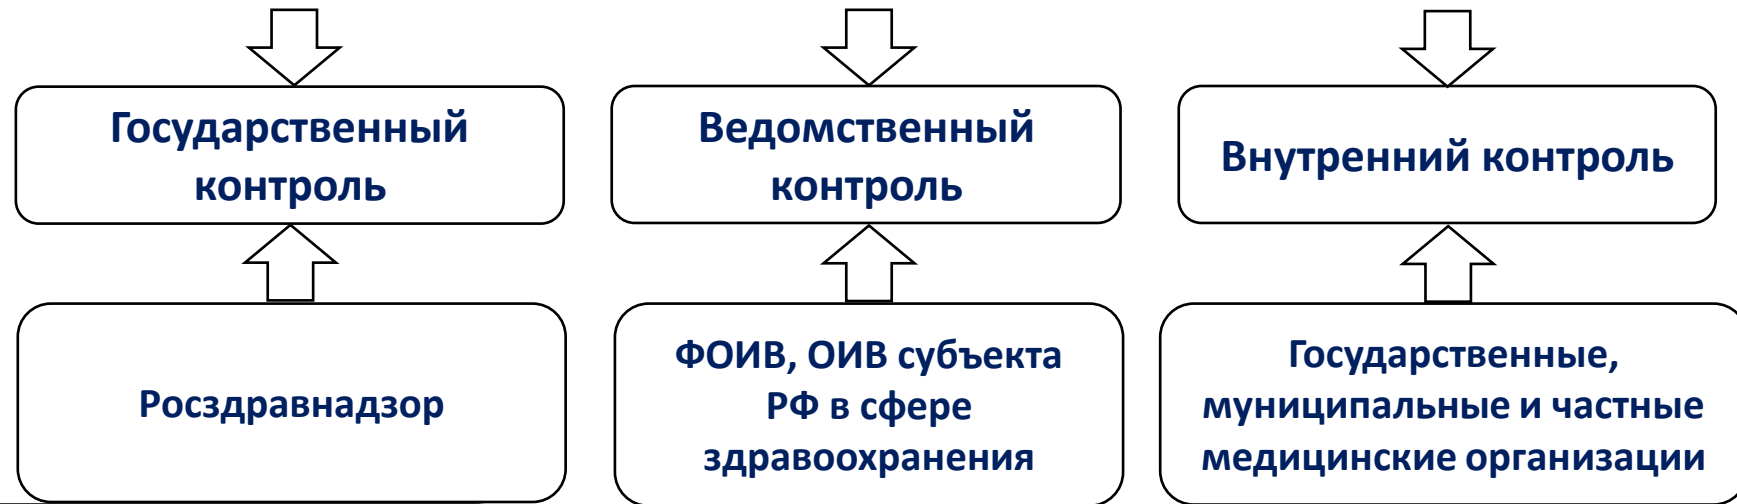 Государственный
контроль
Ведомственный
контроль
Внутренний контроль
Росздравнадзор
ФОИВ, ОИВ субъекта
РФ в сфере
здравоохранения
Государственные,
муниципальные и частные
медицинские организации